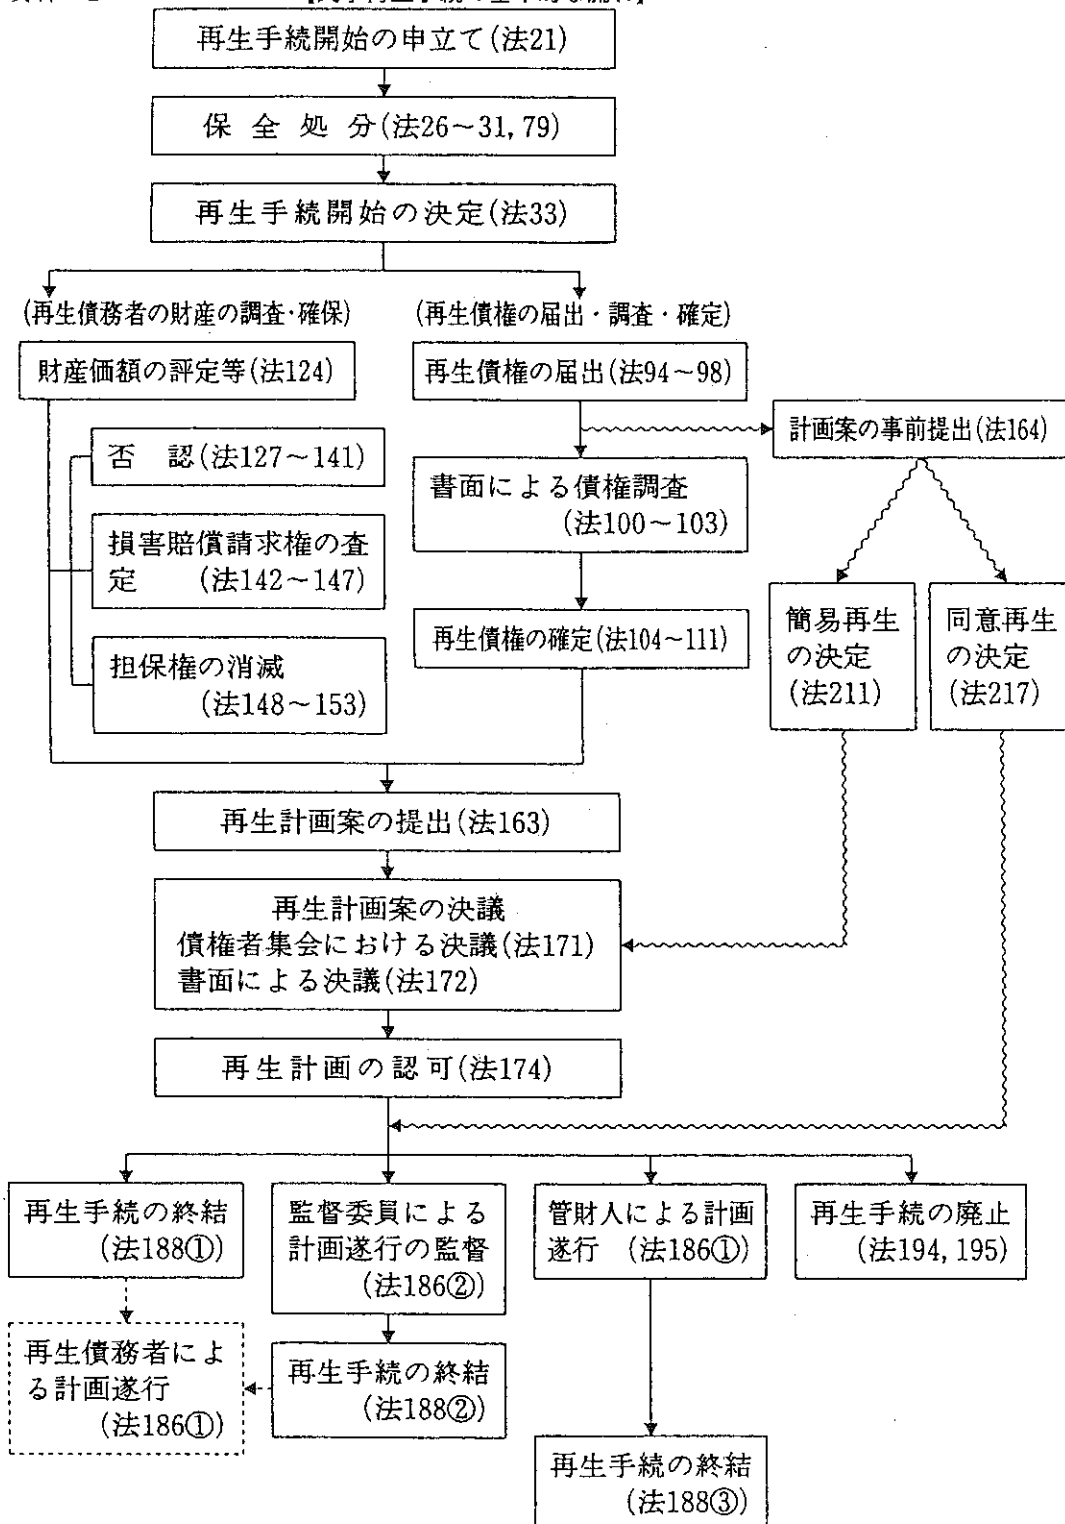 再生手続開始の申立て(法21)
保全処分(法26～31, 79)
再生手続開始の決定(法33)
(再生債務者の財産の調査・確保)
財産価額の評定等(法124)
否 認(法127～141)
損害賠償請求権の査
定 (法142～147)
担保権の消滅
(法148～153)
(再生債権の届出・調査・確定)
再生債権の届出(法94～98)
書面による債権調査
(法100～103)
再生債権の確定(法104～111)
計画案の事前提出(法164)
簡易再生
の決定
(法211)
同意再生
の決定
(法217)
再生計画案の提出(法163)
再生計画案の決議
債権者集会における決議(法171)
書面による決議(法172)
再生計画の認可(法174)
再生手続の終結
(法188①)
再生債務者によ
る計画遂行
(法186①)
監督委員による
計画遂行の監督
(法186②)
再生手続の終結
(法188②)
管財人による計画
遂行 (法186①)
再生手続の終結
(法188③)
再生手続の廃止
(法194, 195)